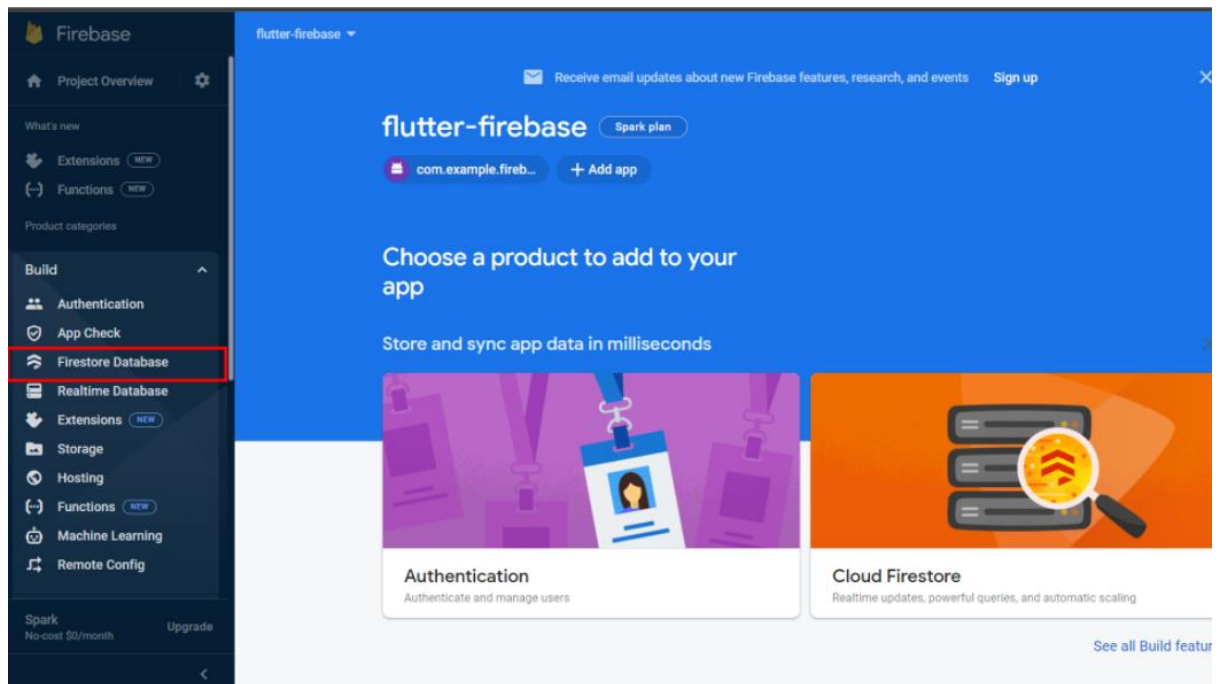 Firebase
Project Overview
What's new
Extensions NEW
Functions NEW
Product categories
Build
Authentication
App Check
Firestore Database
Realtime Database
Extensions NEW
Storage
Hosting
Functions NEW
Machine Learning
Remote Config
Spark
No-cost $0/month
Upgrade
flutter-firebase
Receive email updates about new Firebase features, research, and events Sign up
flutter-firebase Spark plan
com.example.fireb... + Add app
Choose a product to add to your
app
Store and sync app data in milliseconds
Authentication
Authenticate and manage users
Cloud Firestore
Realtime updates, powerful queries, and automatic scaling
See all Build featur